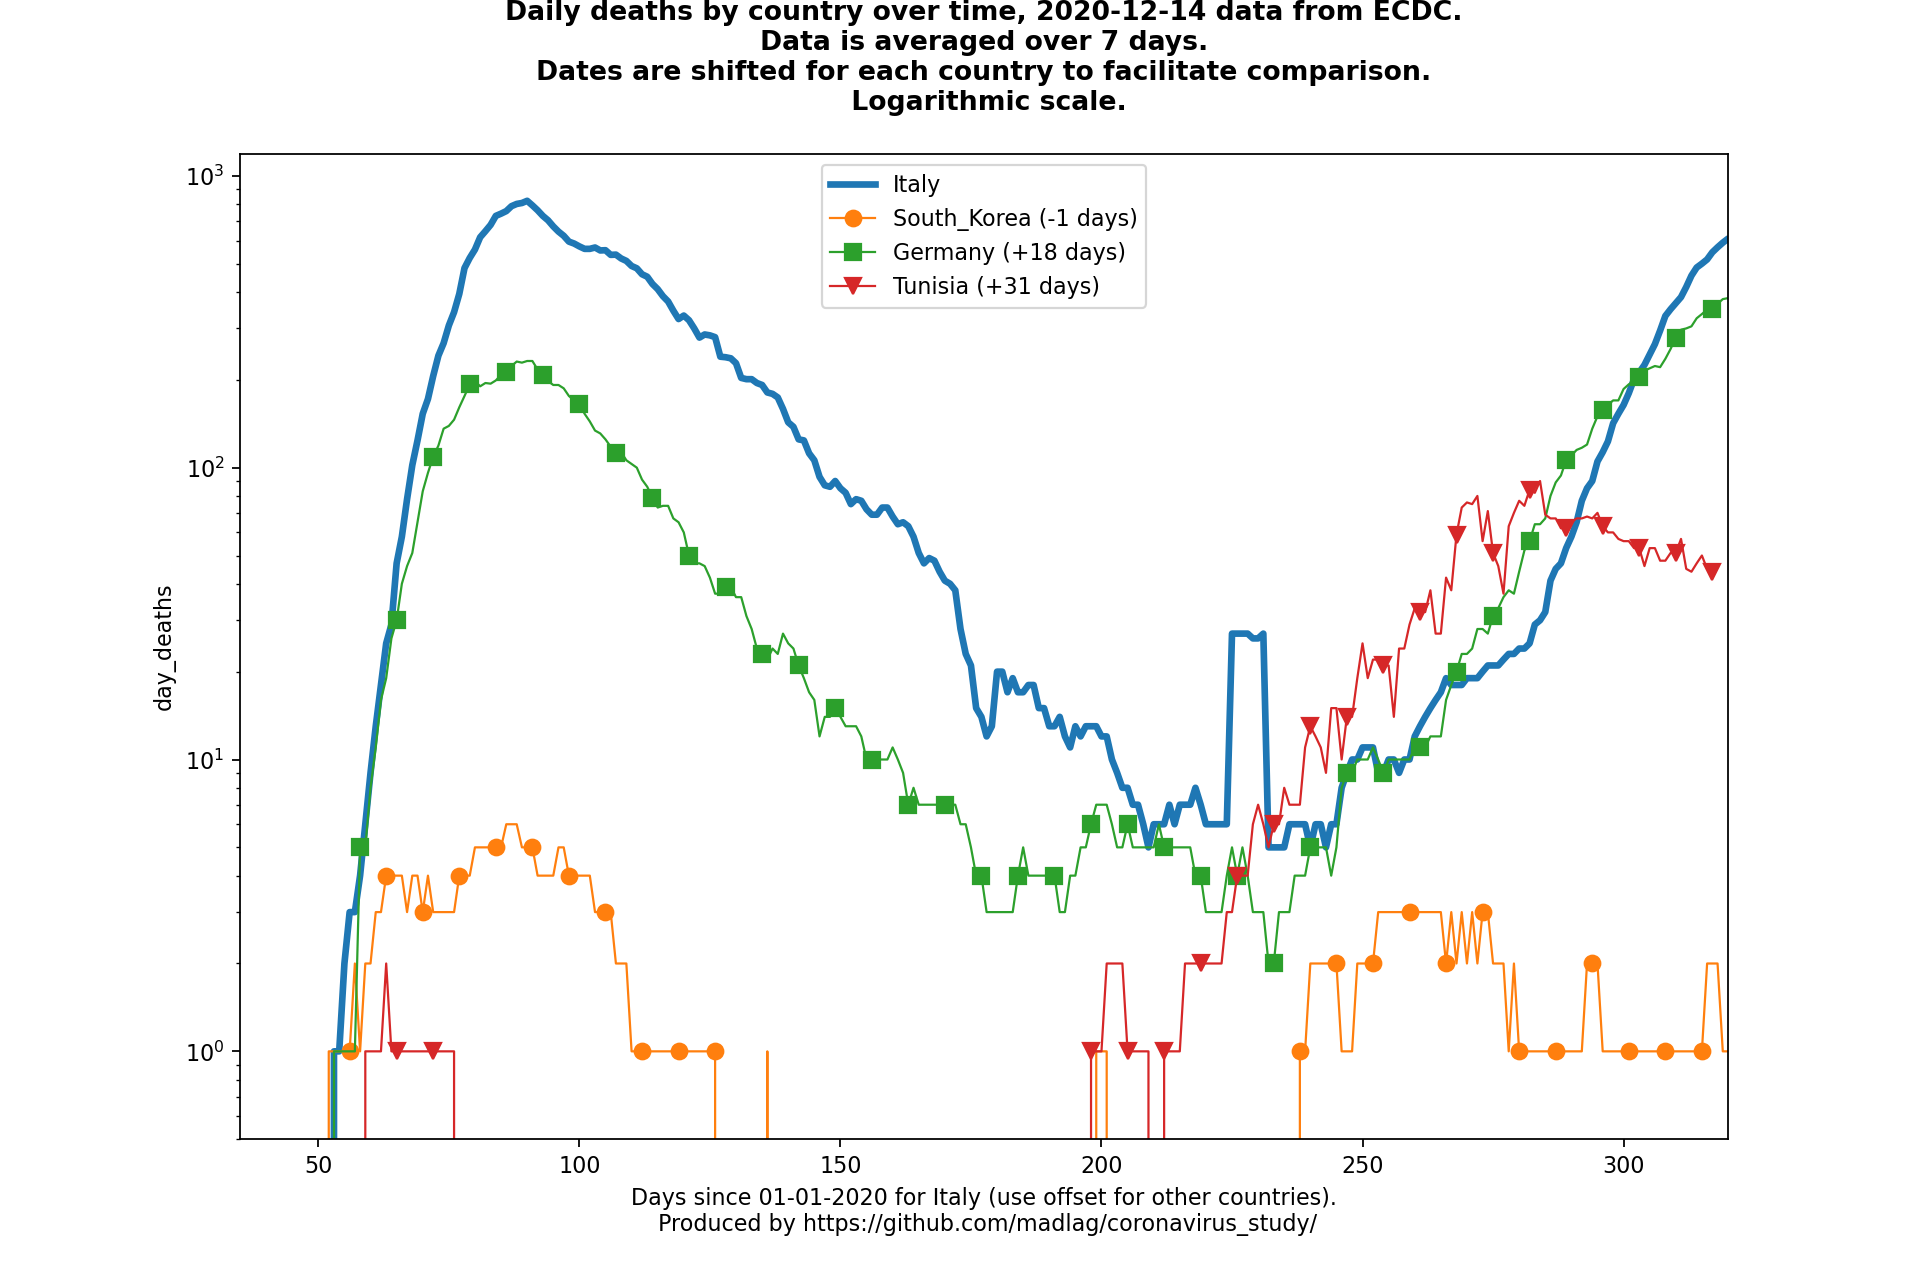 Daily deaths by country over time, 2020-12-14 data from ECDC.
Data is averaged over 7 days.
Dates are shifted for each country to facilitate comparison.
Logarithmic scale.
Italy
South_Korea (-1 days)
Germany (+18 days)
Tunisia (+31 days)
day_deaths
10³
10²
10¹
10⁰
50 100 150 200 250 300
Days since 01-01-2020 for Italy (use offset for other countries).
Produced by https://github.com/madlag/coronavirus_study/